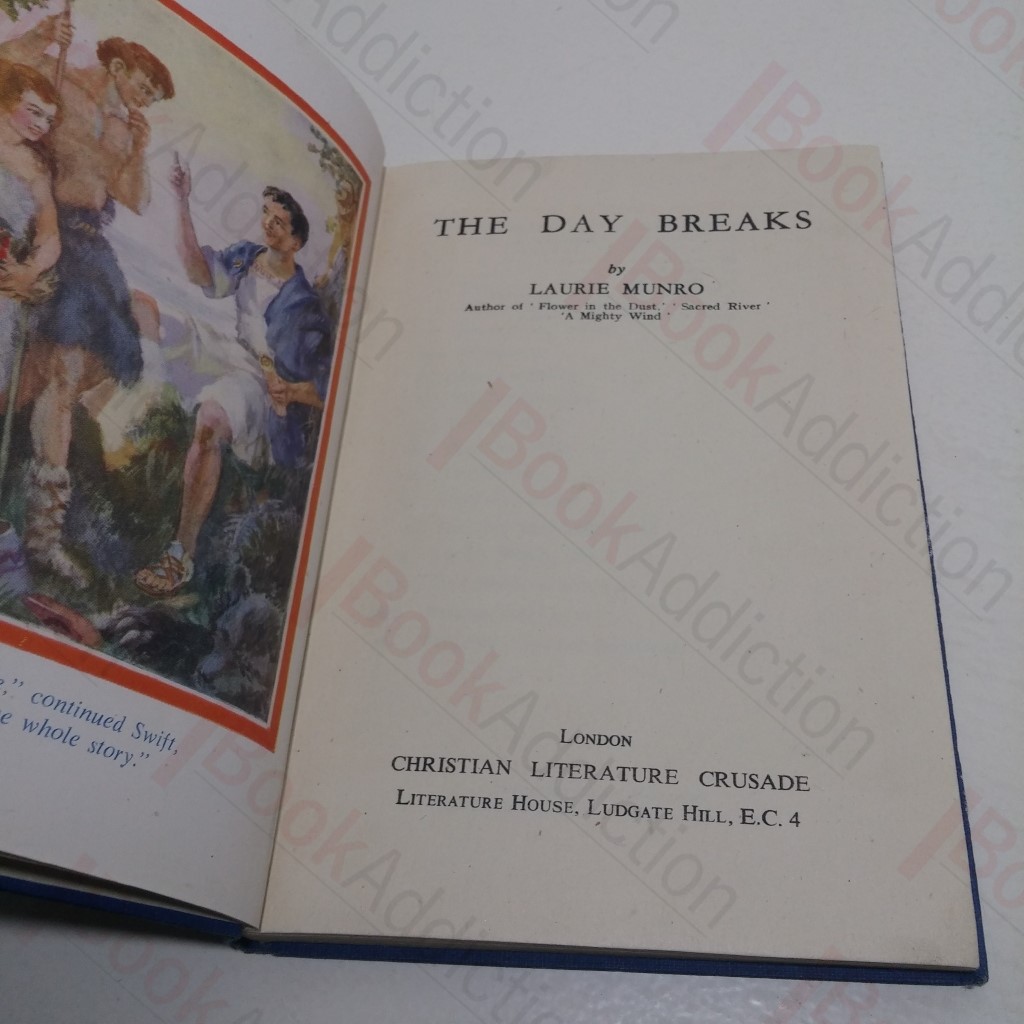 ," continued Swift,
e whole story."
THE DAY BREAKS
by
LAURIE MUNRO
Author of ' Flower in the Dust,' ' Sacred River '
'A Mighty Wind '
LONDON
CHRISTIAN LITERATURE CRUSADE
LITERATURE HOUSE, LUDGATE HILL, E.C. 4
BookAddiction